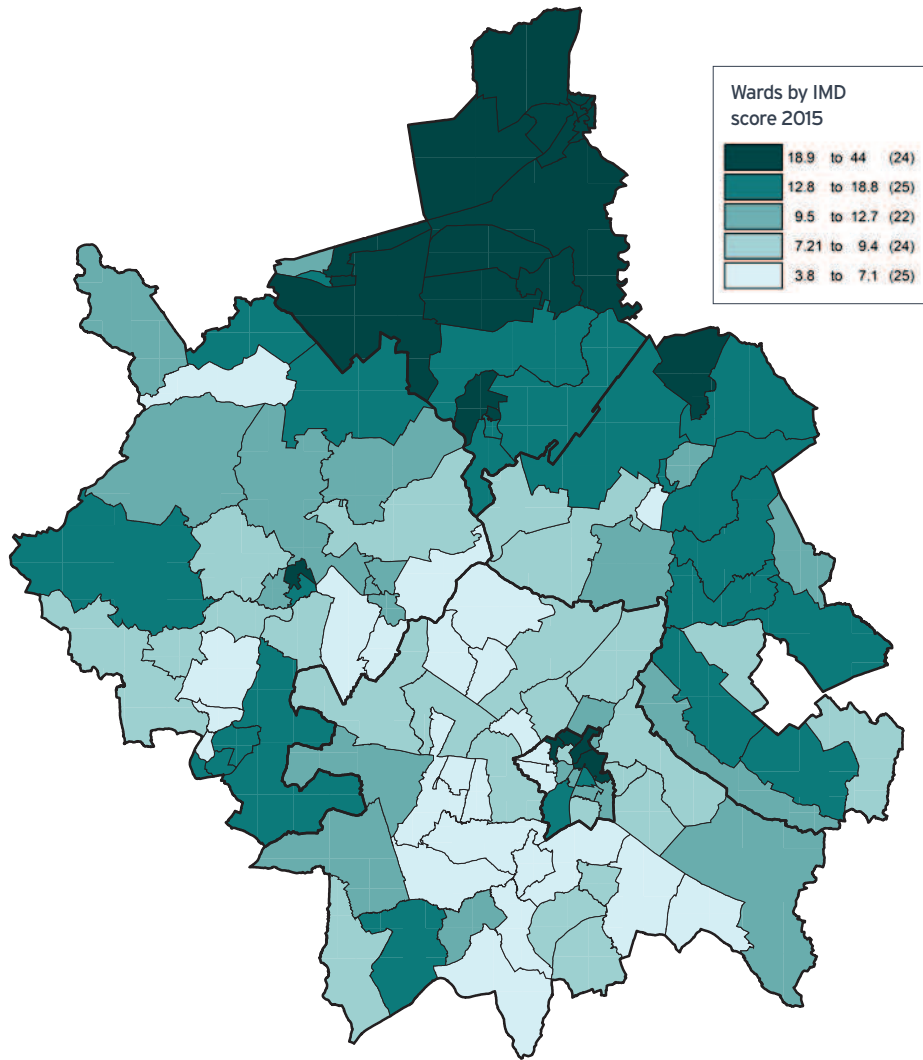 Wards by IMD
score 2015
18.9 to 44 (24)
12.8 to 18.8 (25)
9.5 to 12.7 (22)
7.21 to 9.4 (24)
3.8 to 7.1 (25)